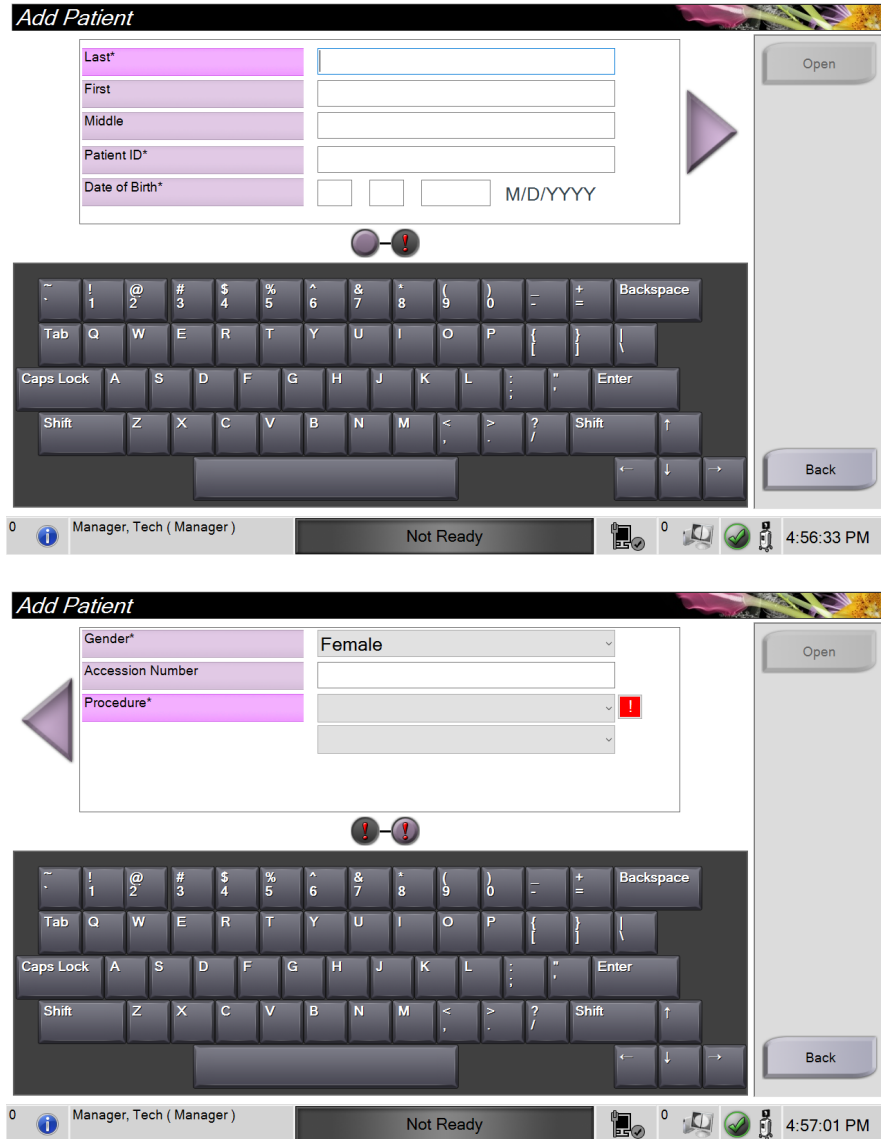 Add Patient
Last*
Open
First
Middle
Patient ID*
Date of Birth* M/D/YYYY
!
~ ` ! 1 @ 2 # 3 $ 4 % 5 ^ 6 & 7 * 8 ( 9 ) 0 _ - + = Backspace
Tab Q W E R T Y U I O P { [ } ] | \
Caps Lock A S D F G H J K L : ; " ' Enter
Shift Z X C V B N M < , > . ? / Shift ↑
← ↓ →
Back
0 i Manager, Tech ( Manager ) Not Ready 0 4:56:33 PM
Add Patient
Gender* Female
Open
Accession Number
Procedure* !
! !
~ ` ! 1 @ 2 # 3 $ 4 % 5 ^ 6 & 7 * 8 ( 9 ) 0 _ - + = Backspace
Tab Q W E R T Y U I O P { [ } ] | \
Caps Lock A S D F G H J K L : ; " ' Enter
Shift Z X C V B N M < , > . ? / Shift ↑
← ↓ →
Back
0 i Manager, Tech ( Manager ) Not Ready 0 4:57:01 PM